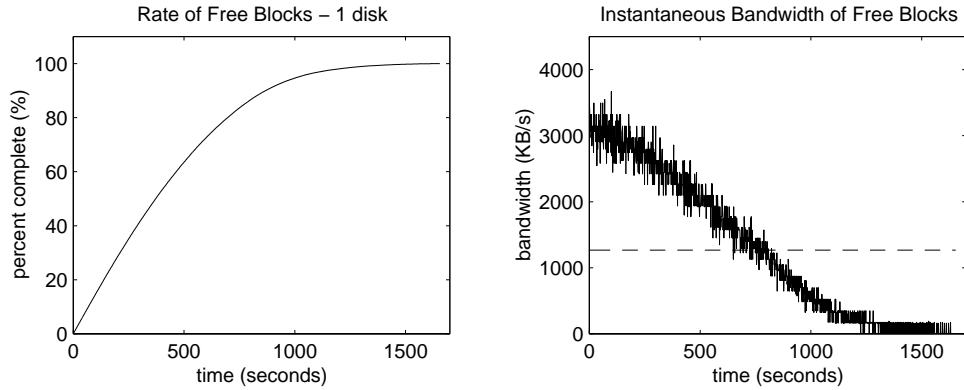 Rate of Free Blocks – 1 disk
percent complete (%)
100
80
60
40
20
0
0 500 1000 1500
time (seconds)
Instantaneous Bandwidth of Free Blocks
bandwidth (KB/s)
4000
3000
2000
1000
0
0 500 1000 1500
time (seconds)